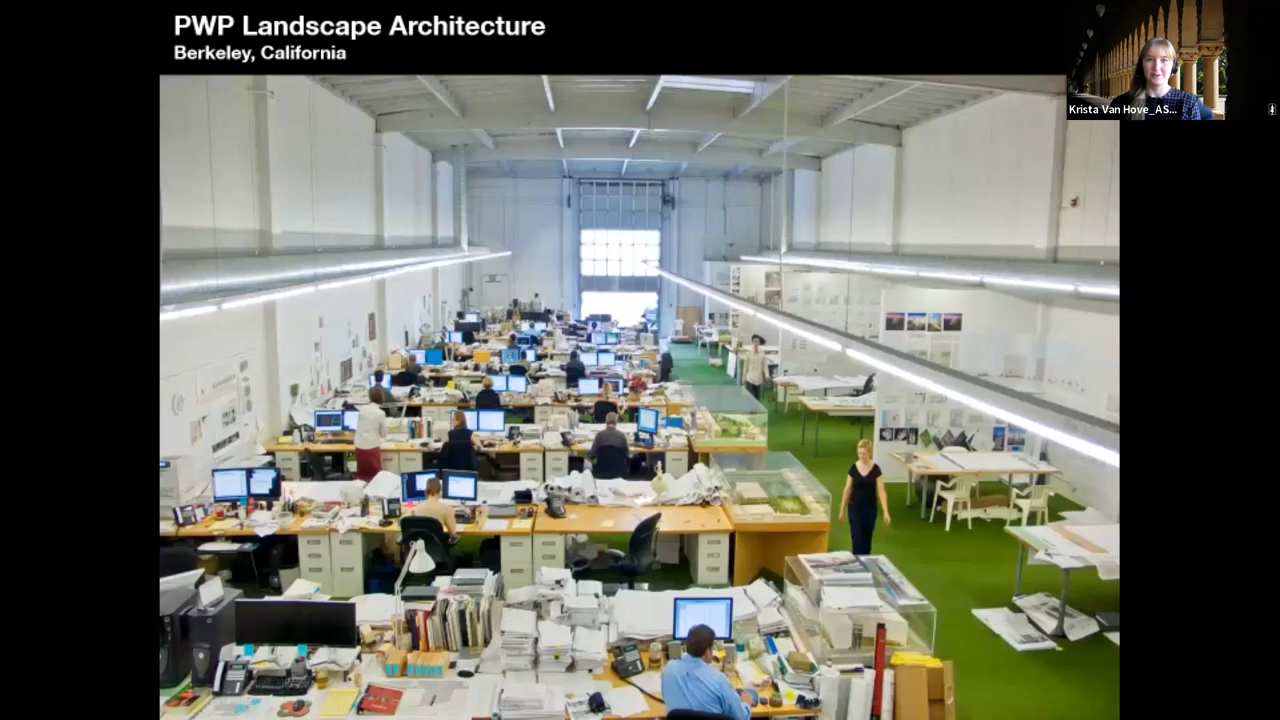 PWP Landscape Architecture
Berkeley, California
Krista Van Hove_AS...